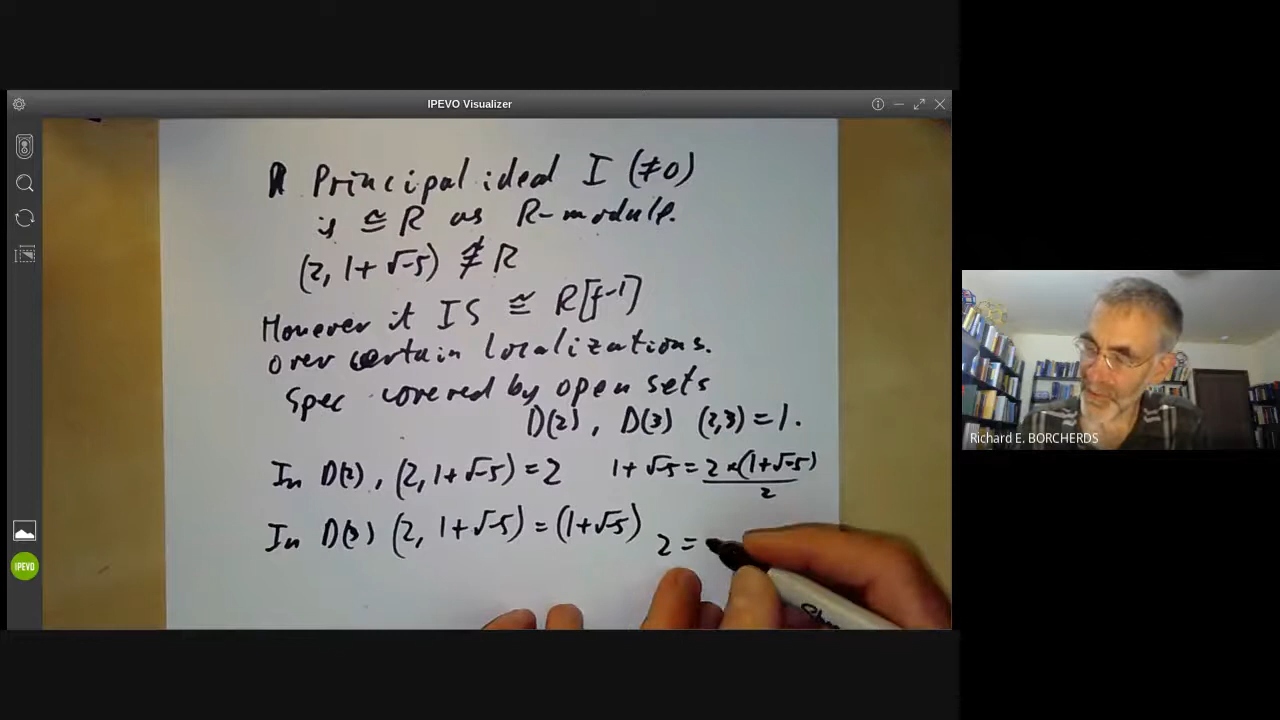 IPEVO Visualizer
Principal ideal I (≠0)
is ≅ R as R-module.
(2, 1+√-5) ≇ R
However it IS ≅ R[f⁻¹]
over certain localizations.
Spec covered by open sets
D(2), D(3) (2,3)=1.
In D(2), (2, 1+√-5) = 2 1+√-5 = 2×(1+√-5)/2
In D(3) (2, 1+√-5) = (1+√-5) 2 =
Richard E. BORCHERDS
IPEVO